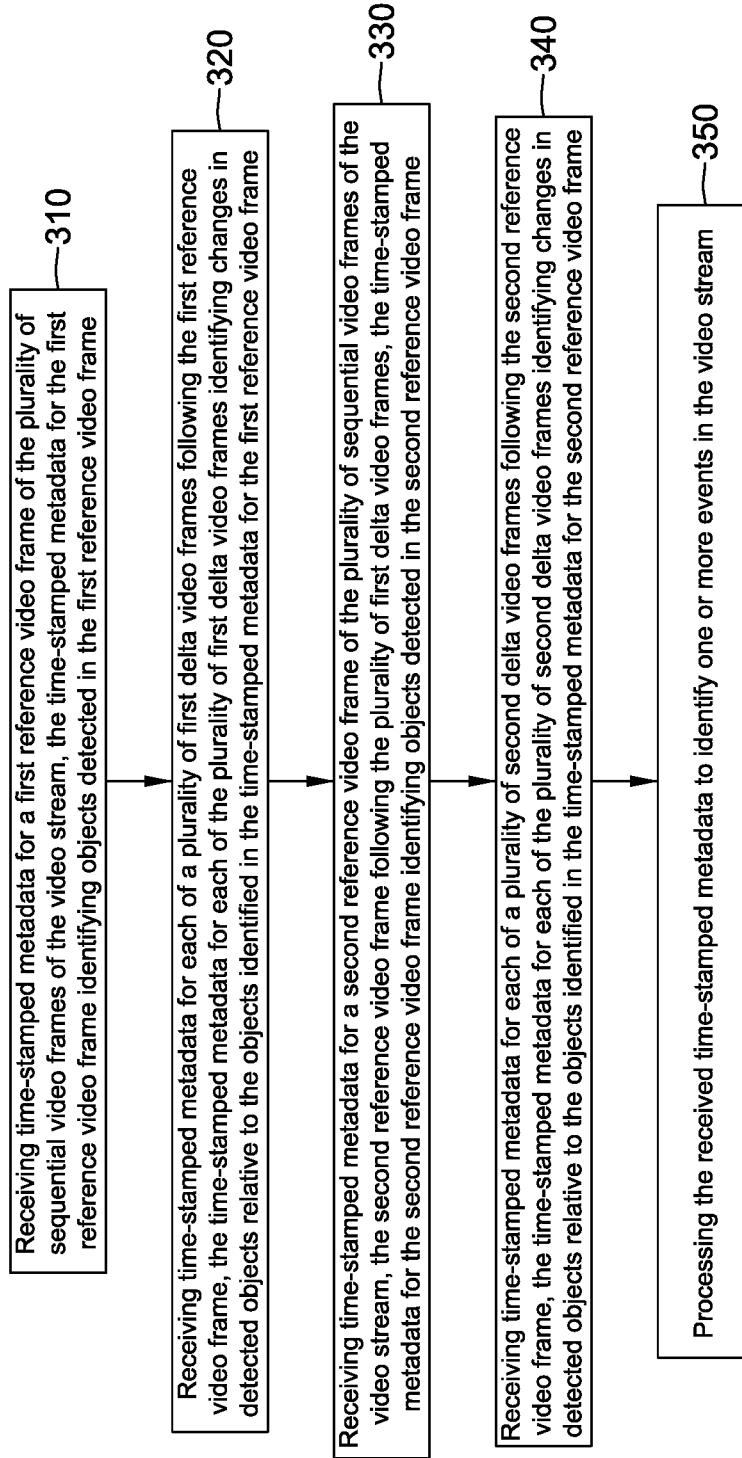 Receiving time-stamped metadata for a first reference video frame of the plurality of
sequential video frames of the video stream, the time-stamped metadata for the first
reference video frame identifying objects detected in the first reference video frame
310
Receiving time-stamped metadata for each of a plurality of first delta video frames following the first reference
video frame, the time-stamped metadata for each of the plurality of first delta video frames identifying changes in
detected objects relative to the objects identified in the time-stamped metadata for the first reference video frame
320
Receiving time-stamped metadata for a second reference video frame of the plurality of sequential video frames of the
video stream, the second reference video frame following the plurality of first delta video frames, the time-stamped
metadata for the second reference video frame identifying objects detected in the second reference video frame
330
Receiving time-stamped metadata for each of a plurality of second delta video frames following the second reference
video frame, the time-stamped metadata for each of the plurality of second delta video frames identifying changes in
detected objects relative to the objects identified in the time-stamped metadata for the second reference video frame
340
Processing the received time-stamped metadata to identify one or more events in the video stream
350